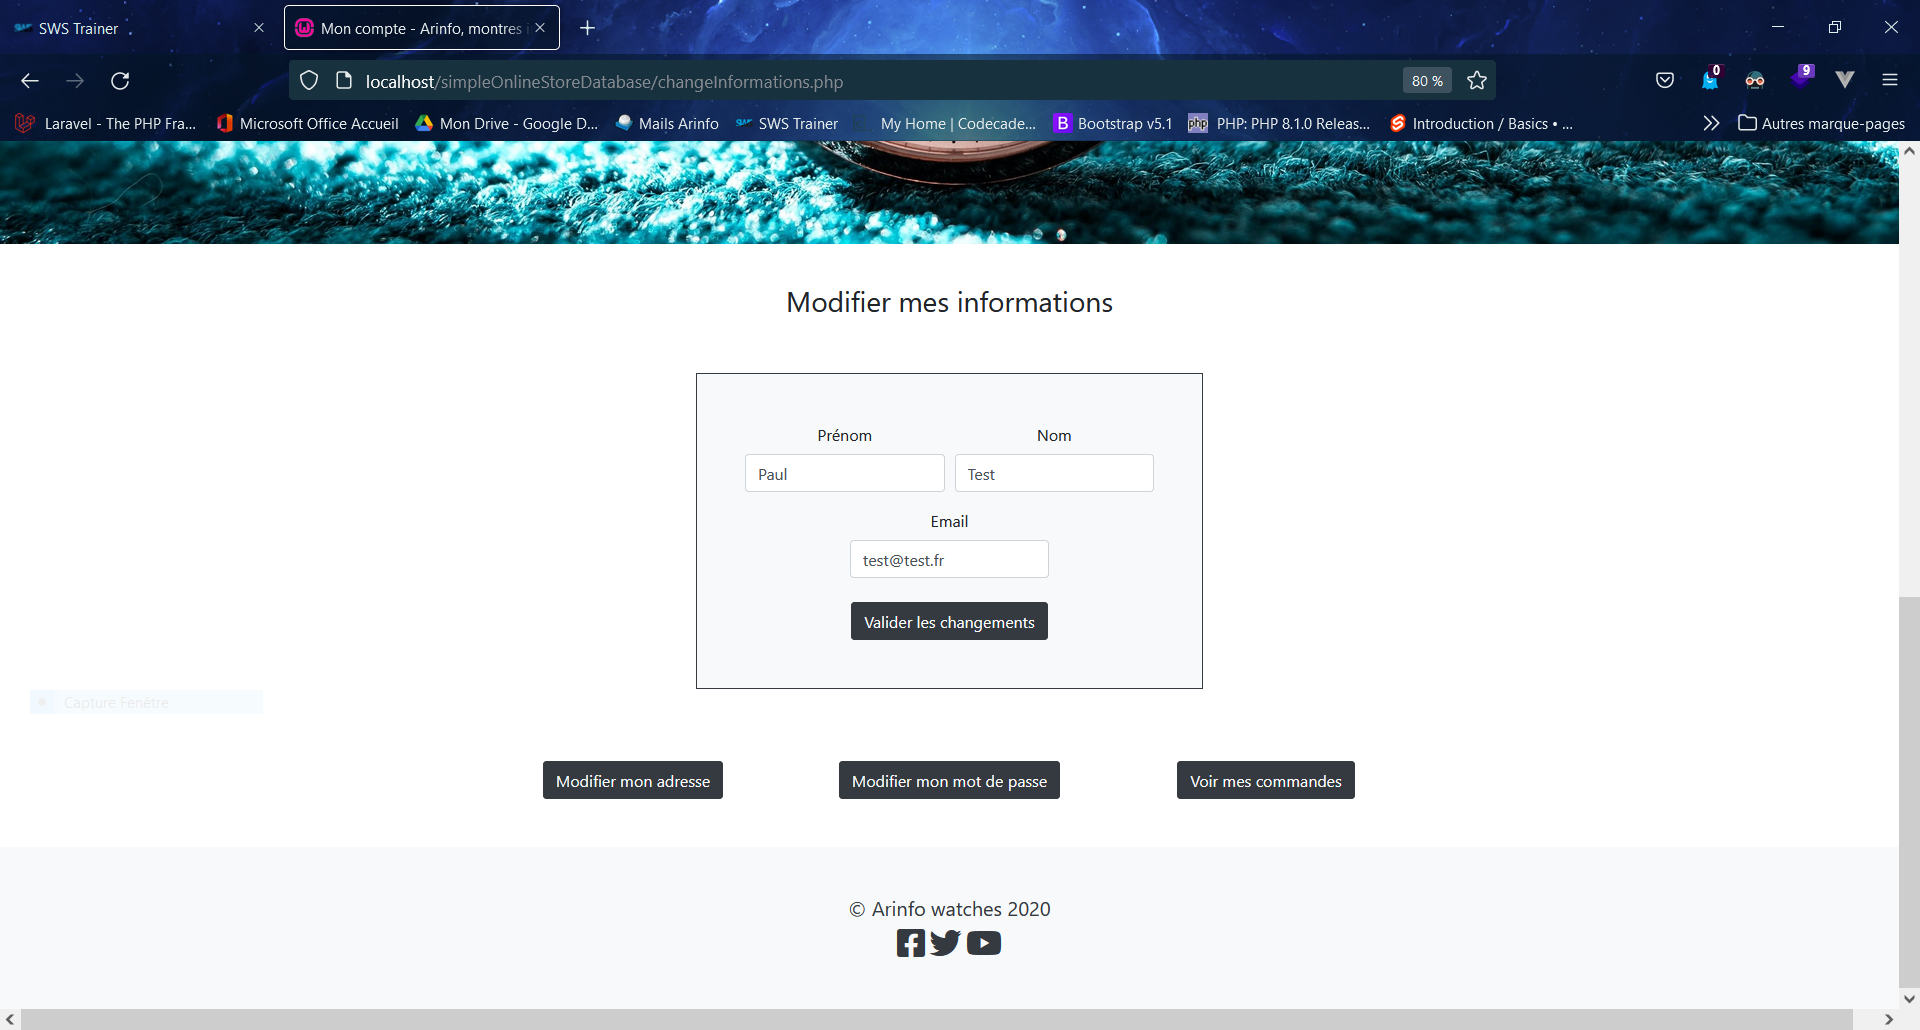 SWS Trainer
Mon compte - Arinfo, montres
localhost/simpleOnlineStoreDatabase/changeInformations.php
80 %
0
9
Laravel - The PHP Fra...
Microsoft Office Accueil
Mon Drive - Google D...
Mails Arinfo
SWS Trainer
My Home | Codecade...
B Bootstrap v5.1
php PHP: PHP 8.1.0 Releas...
Introduction / Basics • ...
Autres marque-pages
Modifier mes informations
Prénom Nom
Paul Test
Email
test@test.fr
Valider les changements
Capture Fenêtre
Modifier mon adresse
Modifier mon mot de passe
Voir mes commandes
© Arinfo watches 2020